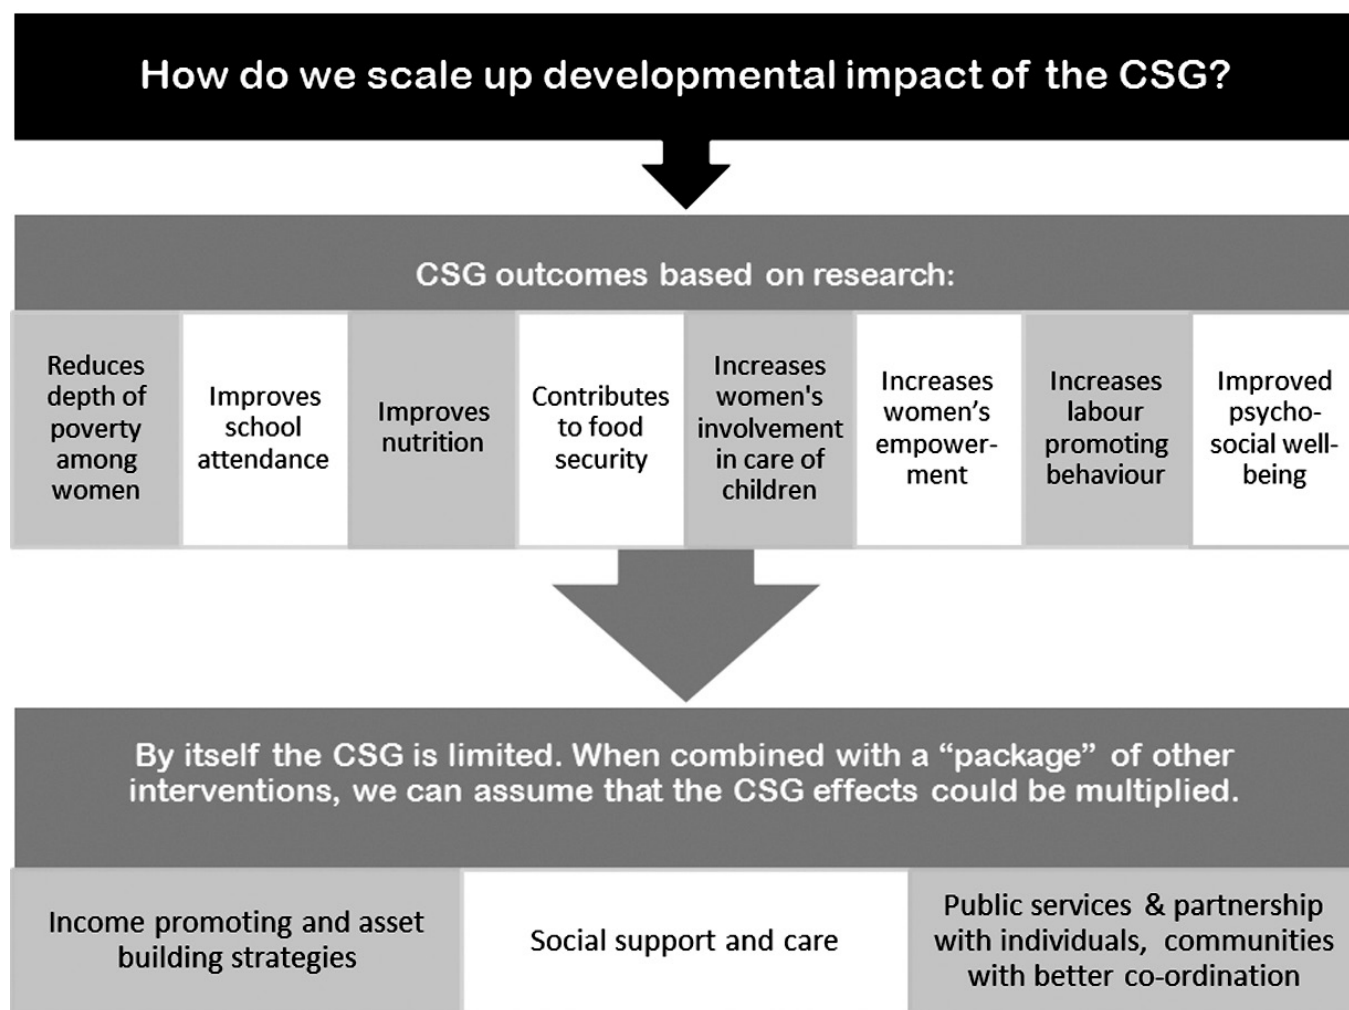 How do we scale up developmental impact of the CSG?
CSG outcomes based on research:
Reduces
depth of
poverty
among
women
Improves
school
attendance
Improves
nutrition
Contributes
to food
security
Increases
women's
involvement
in care of
children
Increases
women’s
empower-
ment
Increases
labour
promoting
behaviour
Improved
psycho-
social well-
being
By itself the CSG is limited. When combined with a “package” of other
interventions, we can assume that the CSG effects could be multiplied.
Income promoting and asset
building strategies
Social support and care
Public services & partnership
with individuals, communities
with better co-ordination